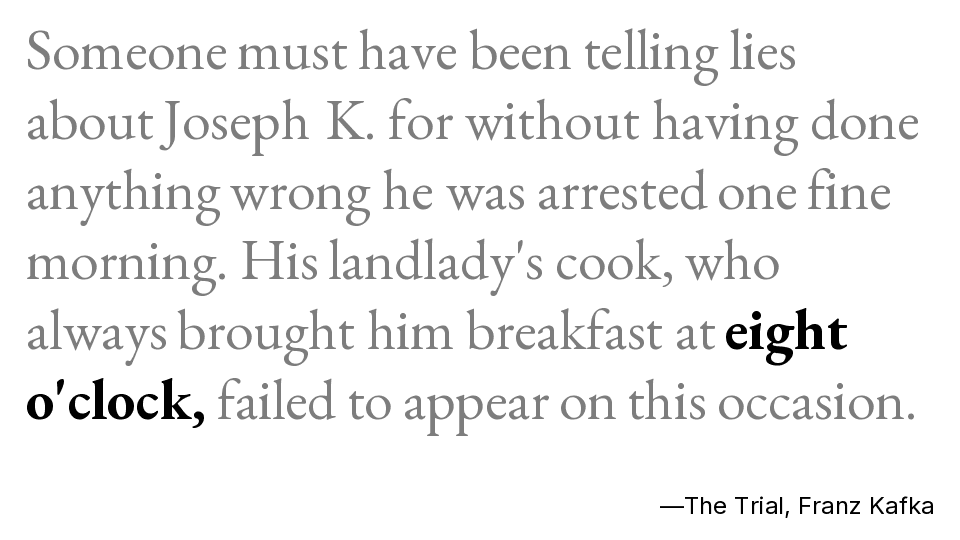 Someone must have been telling lies
about Joseph K. for without having done
anything wrong he was arrested one fine
morning. His landlady's cook, who
always brought him breakfast at eight
o'clock, failed to appear on this occasion.
—The Trial, Franz Kafka